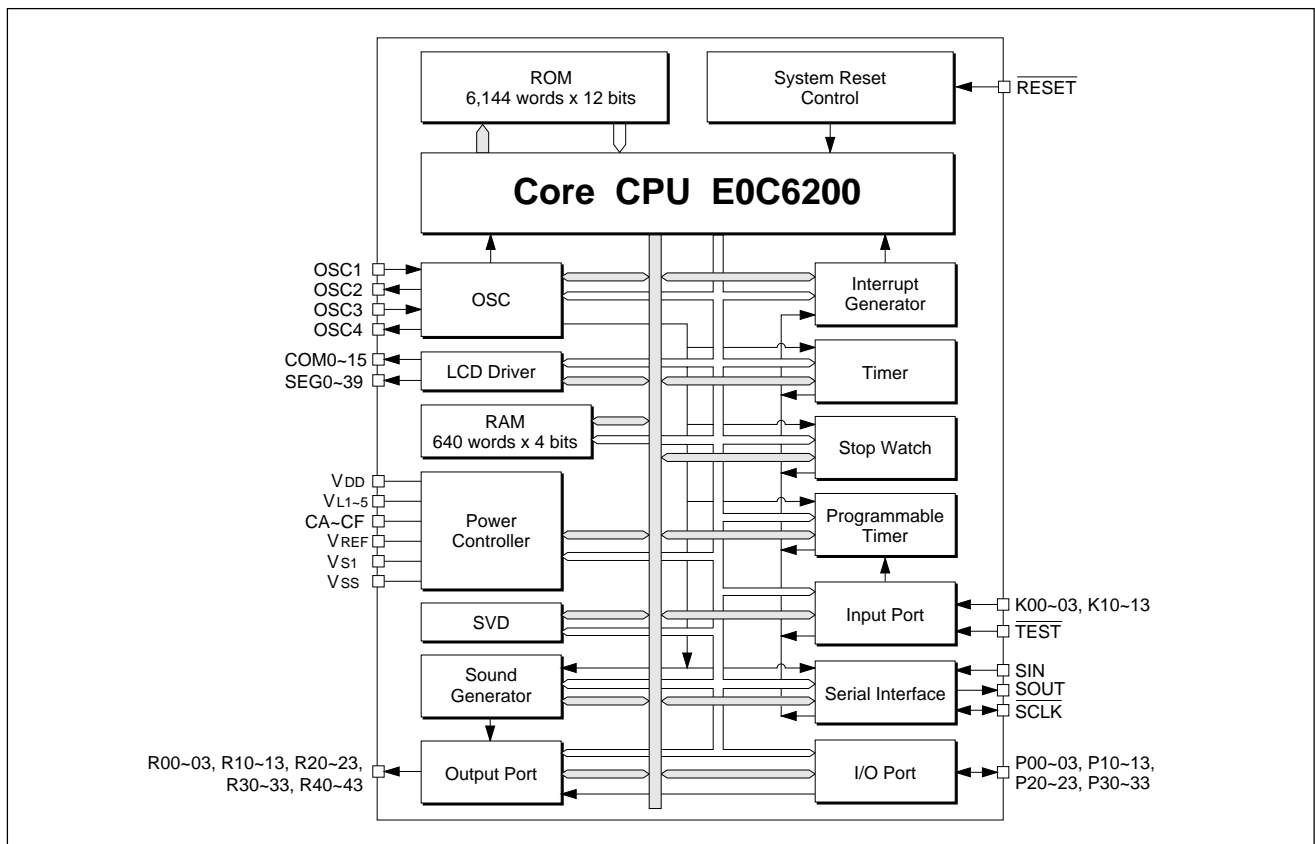 ROM
6,144 words x 12 bits
System Reset
Control
RESET
Core CPU E0C6200
OSC1
OSC2
OSC3
OSC4
OSC
Interrupt
Generator
COM0~15
SEG0~39
LCD Driver
Timer
RAM
640 words x 4 bits
Stop Watch
VDD
VL1~5
CA~CF
VREF
VS1
VSS
Power
Controller
Programmable
Timer
SVD
Input Port
K00~03, K10~13
TEST
Sound
Generator
Serial Interface
SIN
SOUT
SCLK
R00~03, R10~13, R20~23,
R30~33, R40~43
Output Port
I/O Port
P00~03, P10~13,
P20~23, P30~33